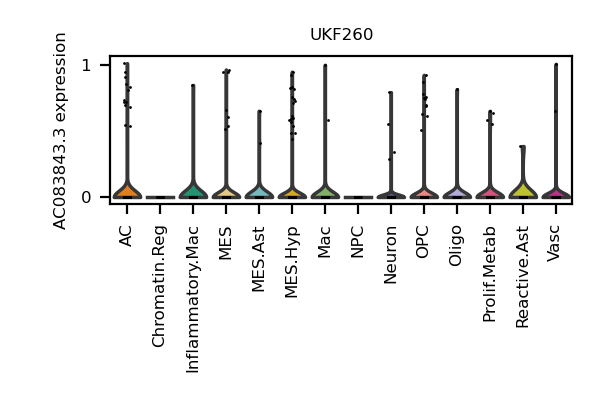 UKF260
AC083843.3 expression
1
0
AC
Chromatin.Reg
Inflammatory.Mac
MES
MES.Ast
MES.Hyp
Mac
NPC
Neuron
OPC
Oligo
Prolif.Metab
Reactive.Ast
Vasc